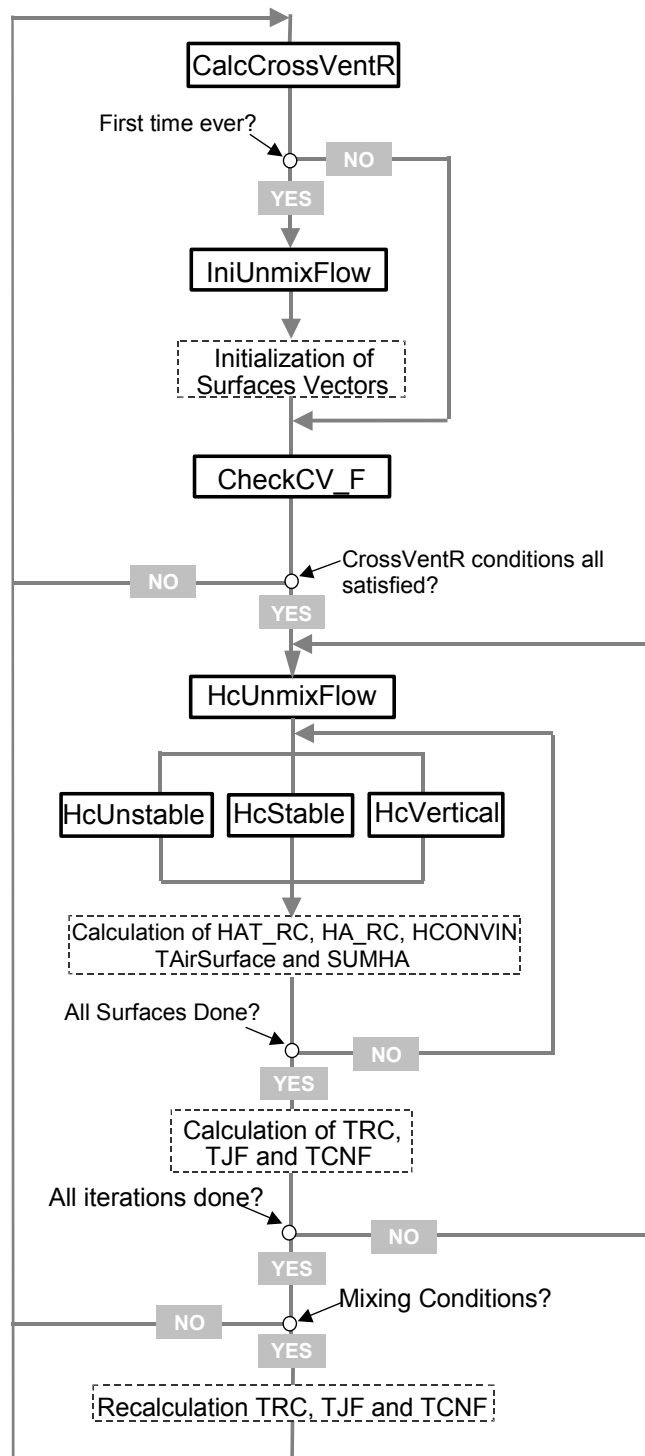 CalcCrossVentR
First time ever?
NO
YES
IniUnmixFlow
Initialization of
Surfaces Vectors
CheckCV_F
CrossVentR conditions all
satisfied?
NO
YES
HcUnmixFlow
HcUnstable
HcStable
HcVertical
Calculation of HAT_RC, HA_RC, HCONVIN
TAirSurface and SUMHA
All Surfaces Done?
NO
YES
Calculation of TRC,
TJF and TCNF
All iterations done?
NO
YES
Mixing Conditions?
NO
YES
Recalculation TRC, TJF and TCNF